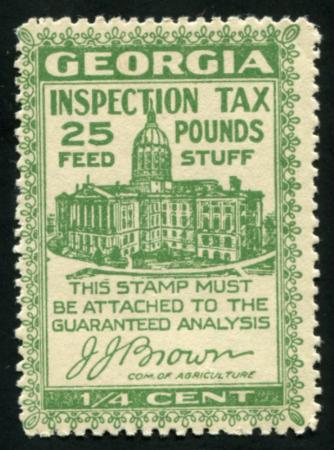 GEORGIA
INSPECTION TAX
25 POUNDS
FEED STUFF
THIS STAMP MUST
BE ATTACHED TO THE
GUARANTEED ANALYSIS
J. J. Brown
COM. OF AGRICULTURE
1/4 CENT